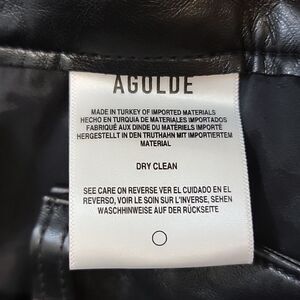 AGOLDE
MADE IN TURKEY OF IMPORTED MATERIALS
HECHO EN TURQUIA DE MATERIALES IMPORTADOS
FABRIQUÉ AUX DINDE DU MATÉRIELS IMPORTÉ
HERGESTELLT IN DEN TRUTHAHN MIT IMPORTIERTEM
MATERIAL
DRY CLEAN
SEE CARE ON REVERSE VER EL CUIDADO EN EL
REVERSO, VOIR LE SOIN SUR L'INVERSE, SEHEN
WASCHHINWEISE AUF DER RÜCKSEITE